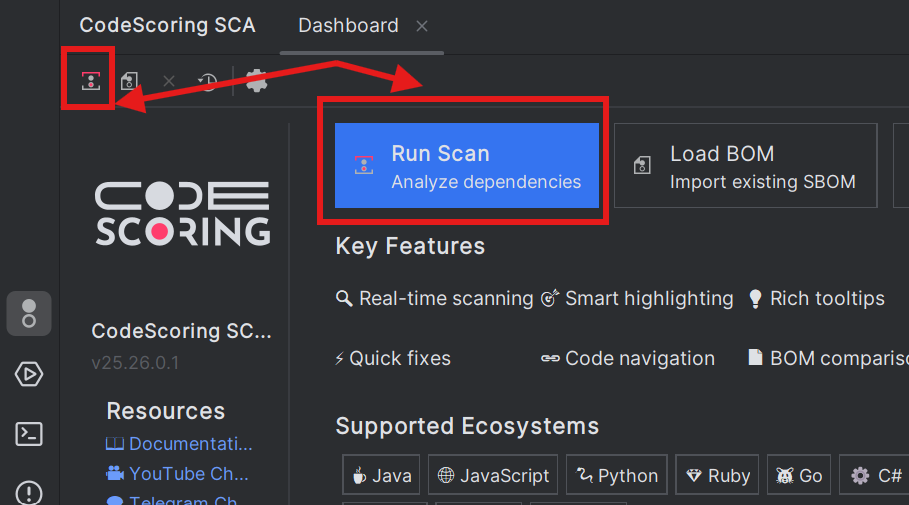 CodeScoring SCA
Dashboard
CODE
SCORING
CodeScoring SC...
v25.26.0.1
Resources
Documentati...
YouTube Ch...
Telegram Ch
Run Scan
Analyze dependencies
Load BOM
Import existing SBOM
Key Features
Real-time scanning
Smart highlighting
Rich tooltips
Quick fixes
Code navigation
BOM comparisc
Supported Ecosystems
Java
JavaScript
Python
Ruby
Go
C#